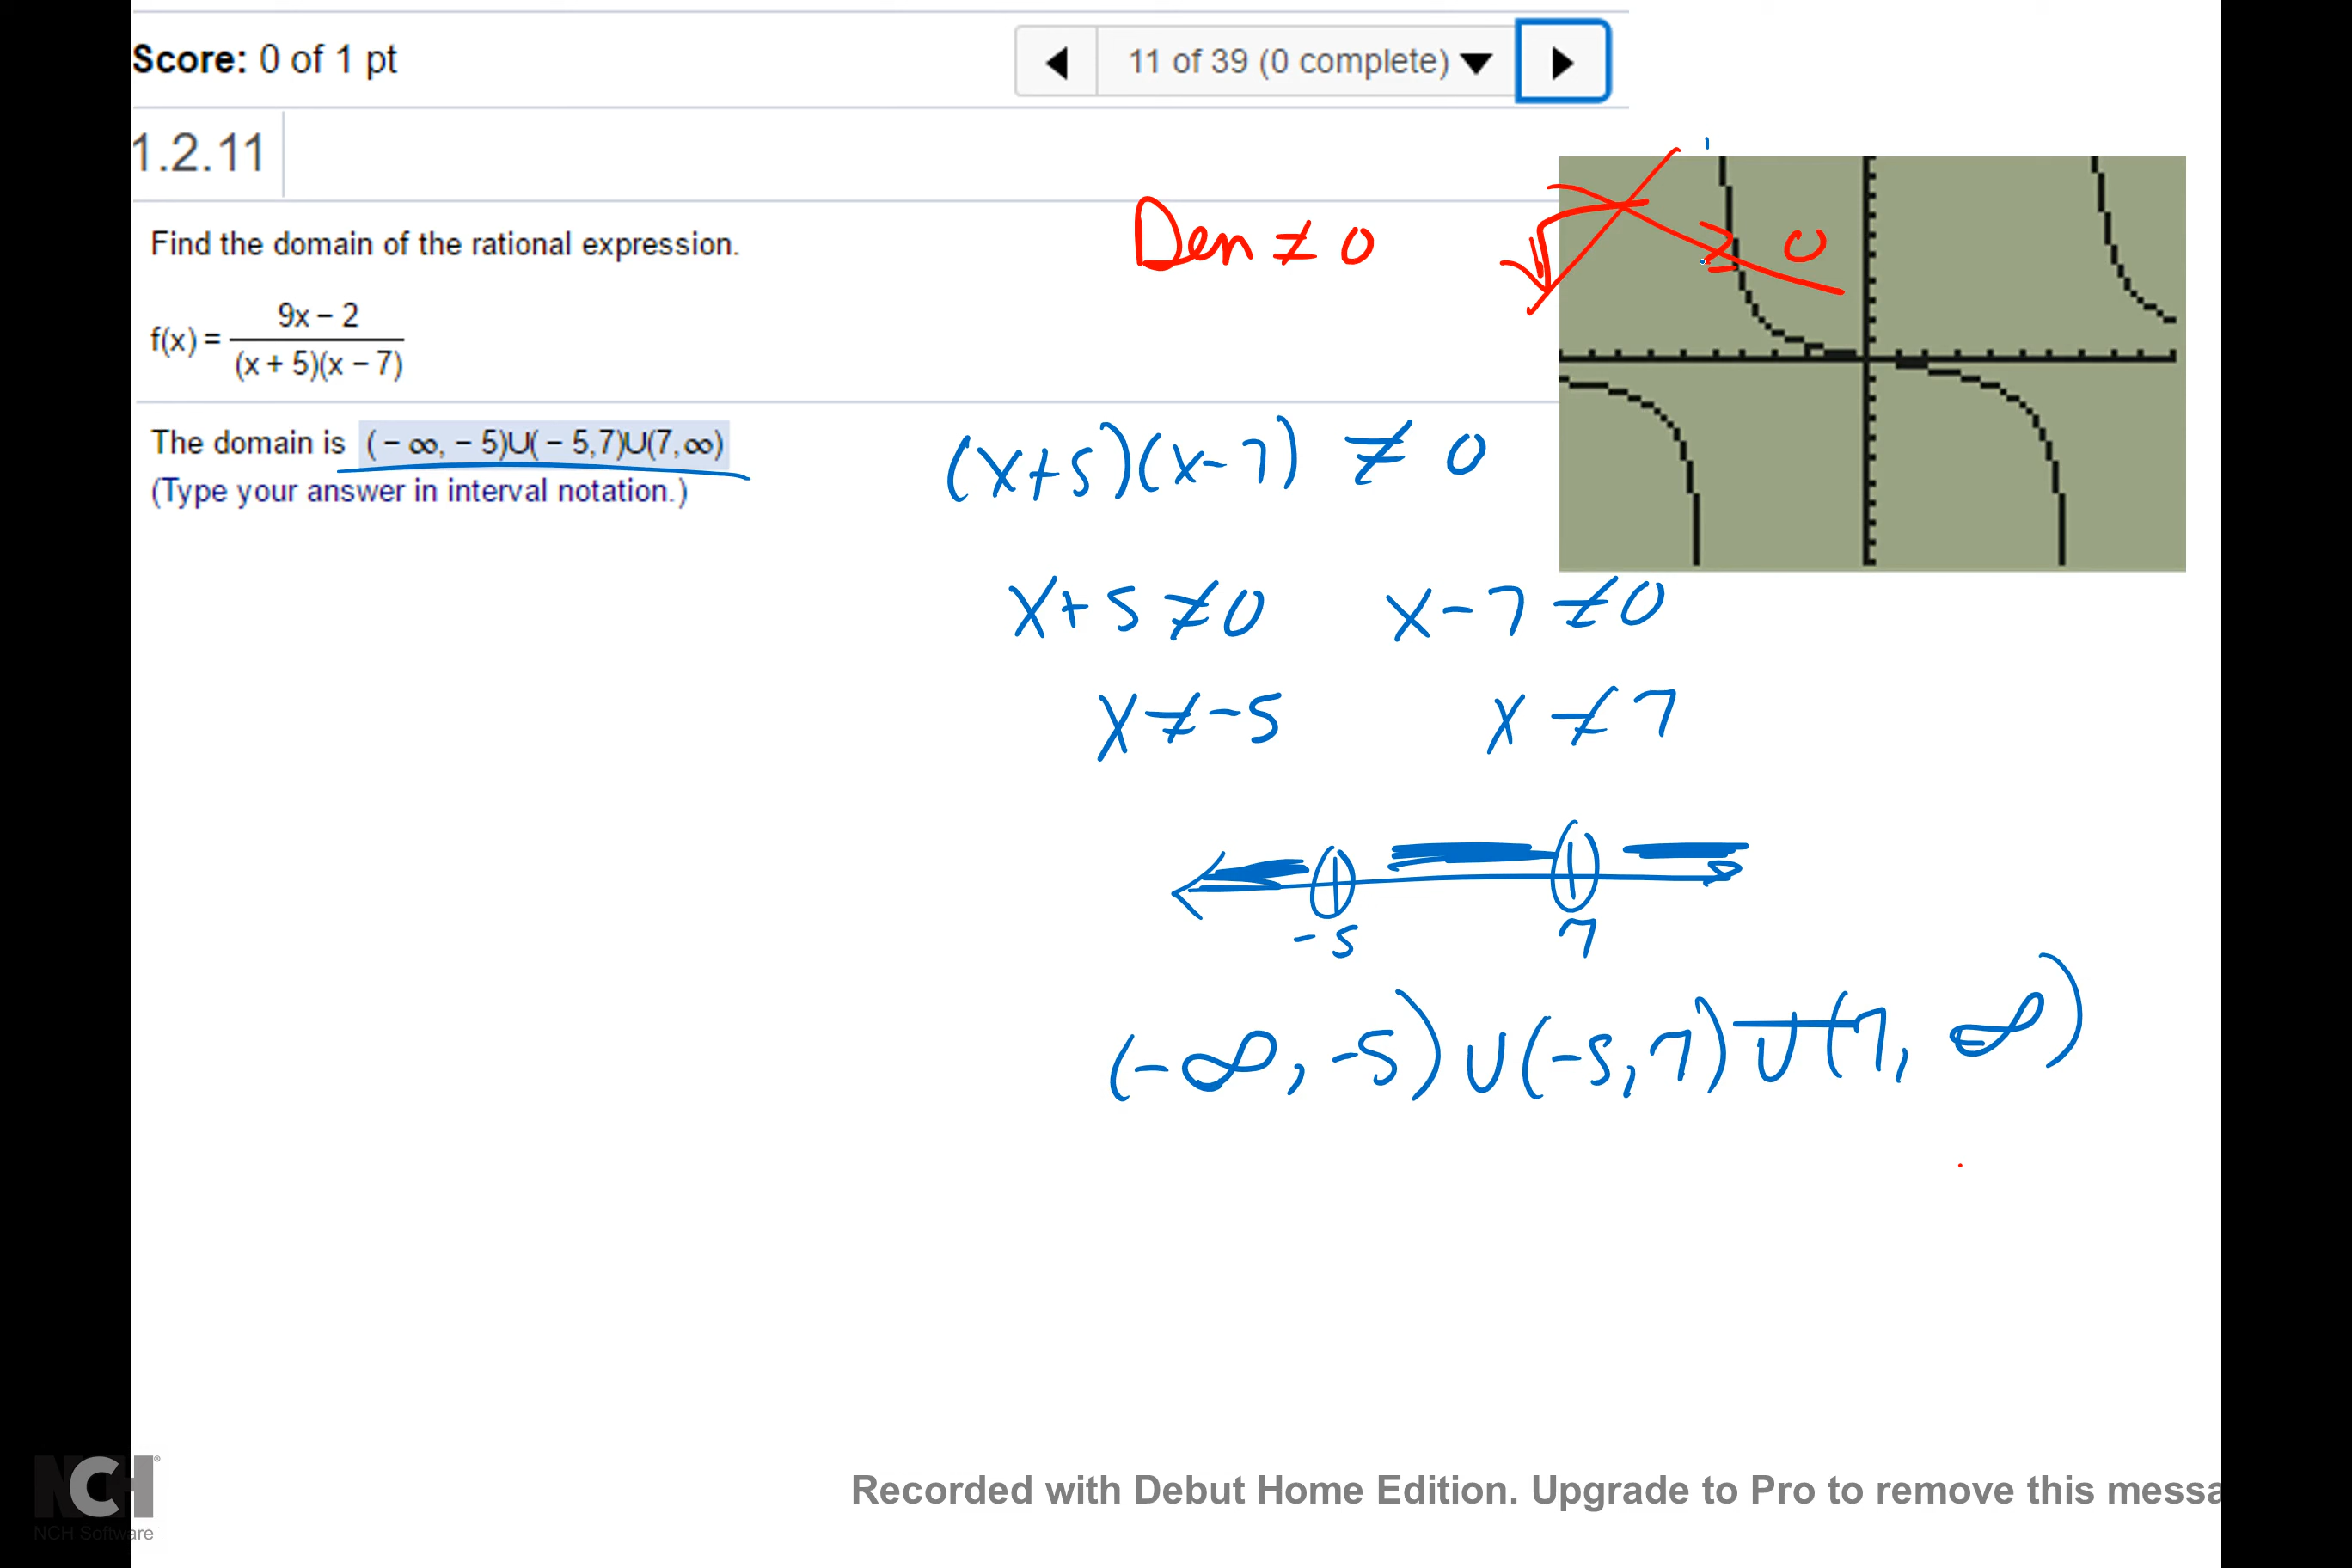 Score: 0 of 1 pt
11 of 39 (0 complete)
1.2.11
Find the domain of the rational expression.
f(x) = 9x − 2 / (x + 5)(x − 7)
The domain is (− ∞, − 5)∪(− 5,7)∪(7,∞)
(Type your answer in interval notation.)
Den ≠ 0
√ ≥ 0
(x+5)(x-7) ≠ 0
x+5≠0 x-7≠0
x≠-5 x≠7
-5 7
(-∞, -5)∪(-5,7)∪(7,∞)
NCH®
NCH Software
Recorded with Debut Home Edition. Upgrade to Pro to remove this messa